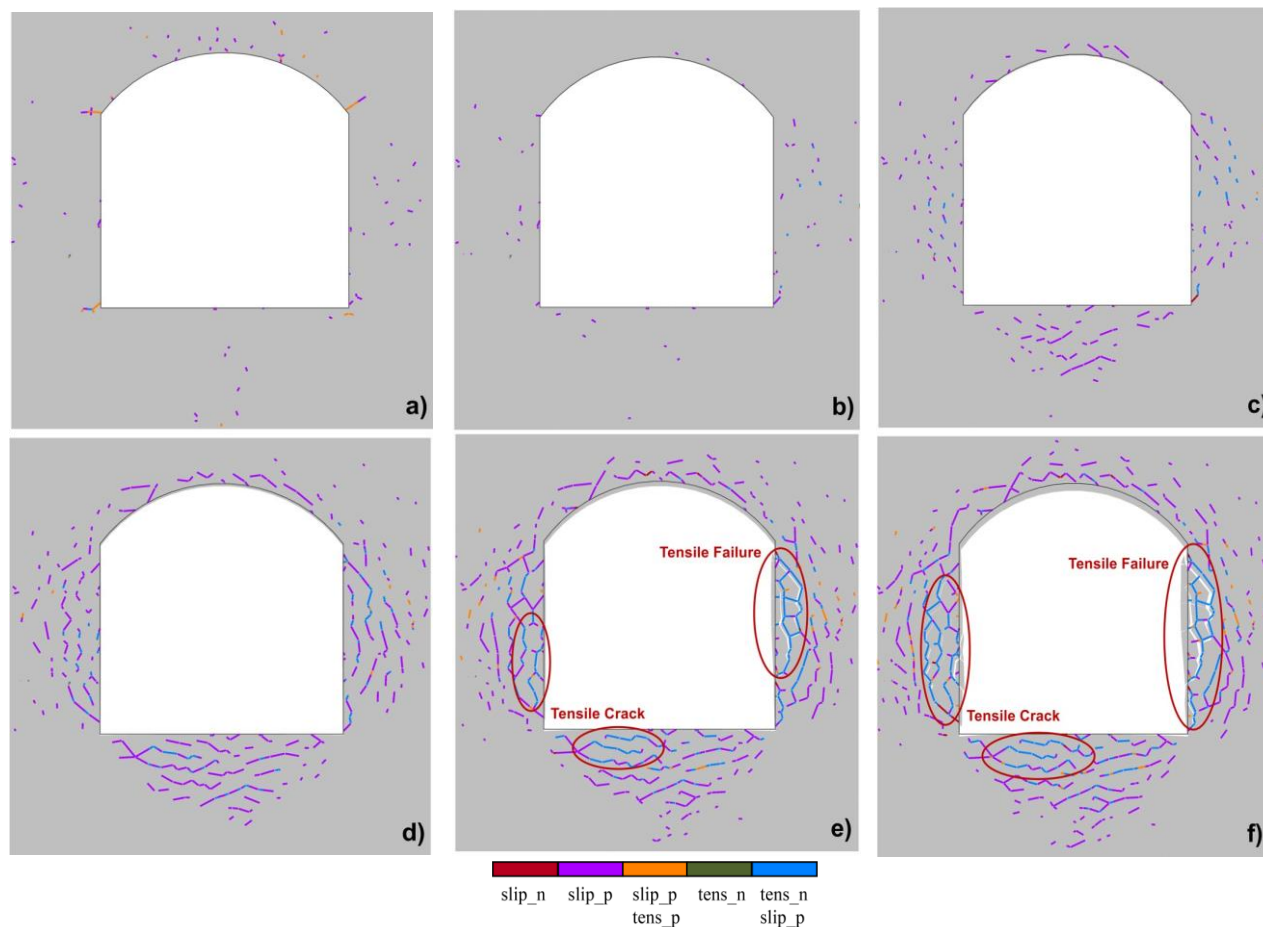 a)
b)
c)
d)
Tensile Failure
Tensile Crack
e)
Tensile Failure
Tensile Crack
f)
slip_n
slip_p
slip_p
tens_p
tens_n
tens_n
slip_p